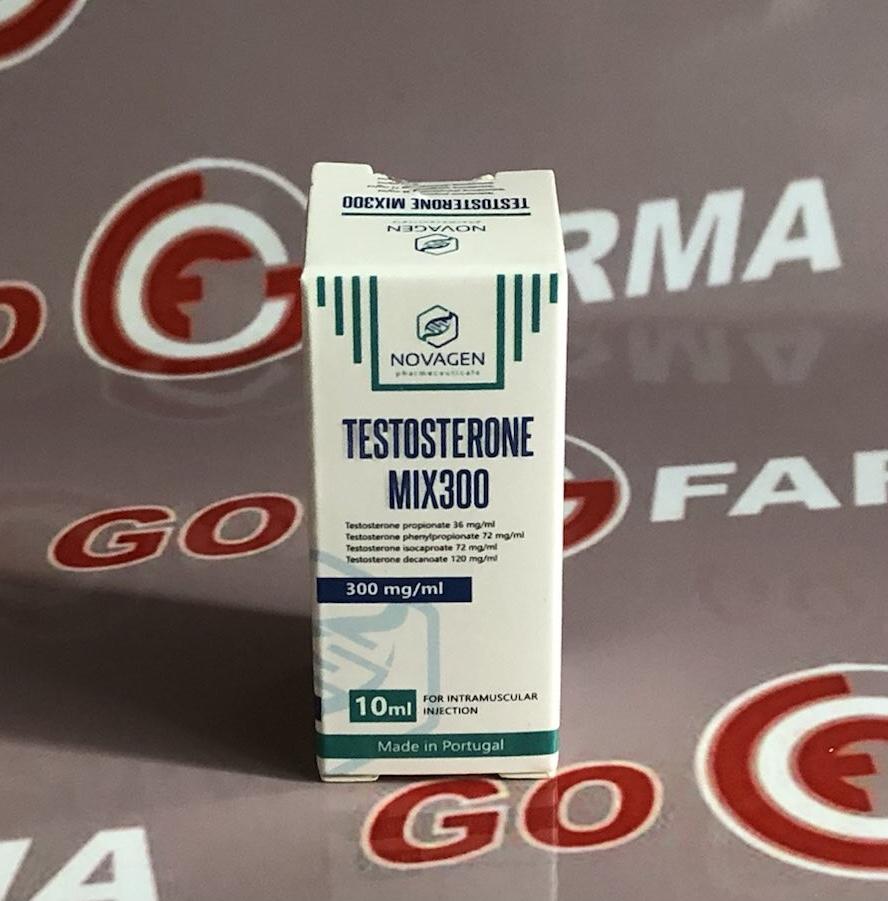 TESTOSTERONE MIX300
NOVAGEN
NOVAGEN
pharmaceuticals
TESTOSTERONE
MIX300
Testosterone propionate 36 mg/ml
Testosterone phenylpropionate 72 mg/ml
Testosterone isocaproate 72 mg/ml
Testosterone decanoate 120 mg/ml
300 mg/ml
10ml
FOR INTRAMUSCULAR
INJECTION
Made in Portugal
GO
GO